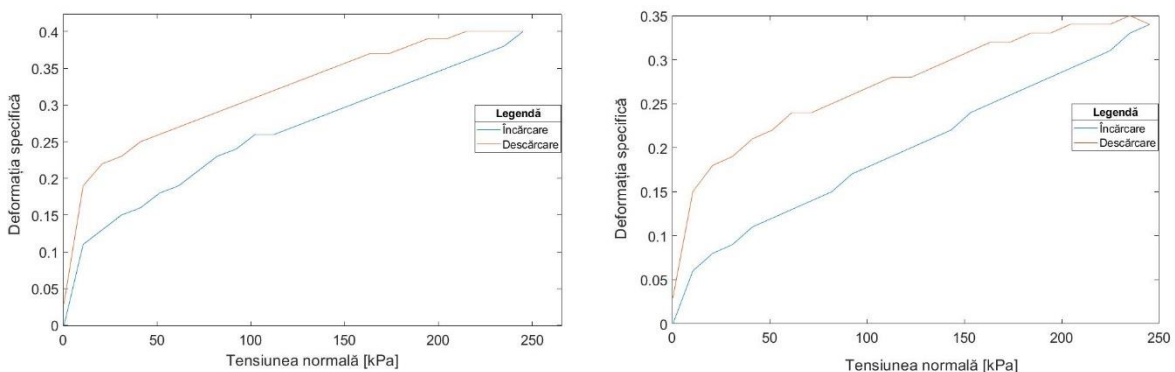 0.4
0.35
0.3
0.25
0.2
0.15
0.1
0.05
0
0
50
100
150
200
250
Deformația specifică
Tensiunea normală [kPa]
Legendă
Încărcare
Descărcare
0.35
0.3
0.25
0.2
0.15
0.1
0.05
0
0
50
100
150
200
250
Deformația specifică
Tensiunea normală [kPa]
Legendă
Încărcare
Descărcare